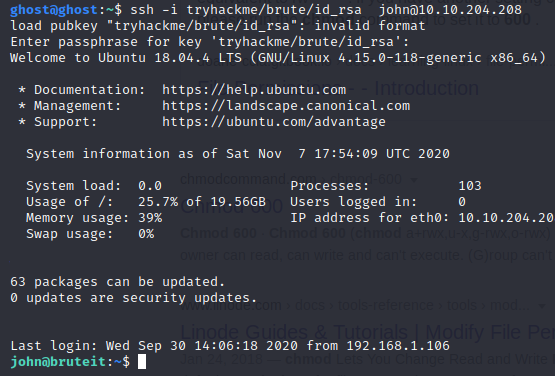 ghost@ghost:~$ ssh -i tryhackme/brute/id_rsa  john@10.10.204.208
load pubkey "tryhackme/brute/id_rsa": invalid format
Enter passphrase for key 'tryhackme/brute/id_rsa':
Welcome to Ubuntu 18.04.4 LTS (GNU/Linux 4.15.0-118-generic x86_64)
 * Documentation:  https://help.ubuntu.com
 * Management:     https://landscape.canonical.com
 * Support:        https://ubuntu.com/advantage
  System information as of Sat Nov  7 17:54:09 UTC 2020
  System load:  0.0                Processes:           103
  Usage of /:   25.7% of 19.56GB   Users logged in:     0
  Memory usage: 39%                IP address for eth0: 10.10.204.20
  Swap usage:   0%
63 packages can be updated.
0 updates are security updates.
Last login: Wed Sep 30 14:06:18 2020 from 192.168.1.106
john@bruteit:~$